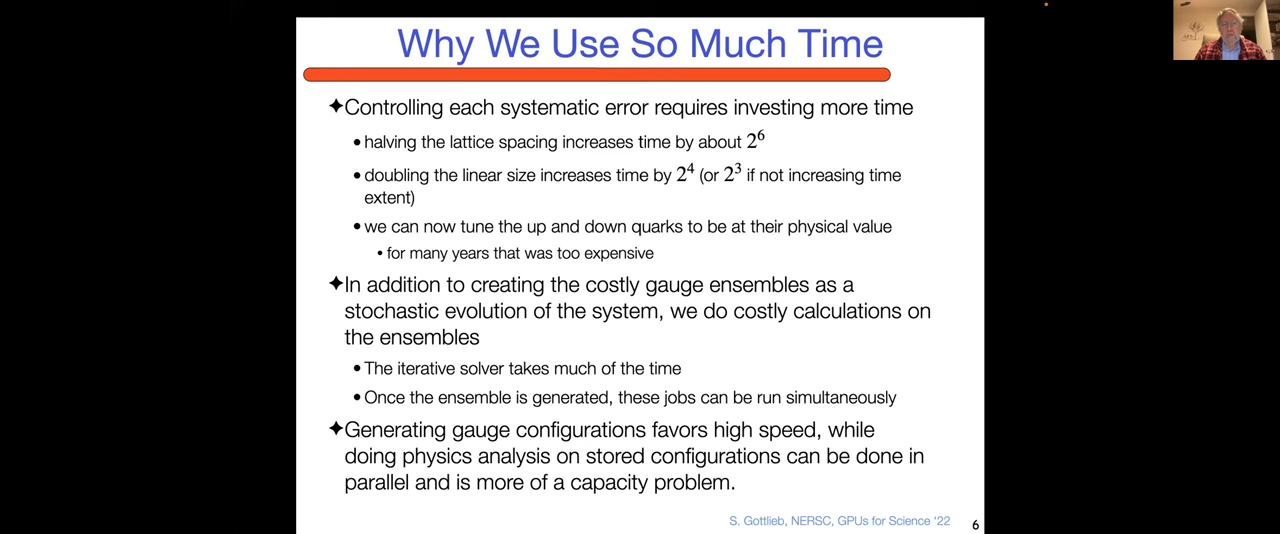 Why We Use So Much Time
✦Controlling each systematic error requires investing more time
• halving the lattice spacing increases time by about 2⁶
• doubling the linear size increases time by 2⁴ (or 2³ if not increasing time
extent)
• we can now tune the up and down quarks to be at their physical value
• for many years that was too expensive
✦In addition to creating the costly gauge ensembles as a
stochastic evolution of the system, we do costly calculations on
the ensembles
• The iterative solver takes much of the time
• Once the ensemble is generated, these jobs can be run simultaneously
✦Generating gauge configurations favors high speed, while
doing physics analysis on stored configurations can be done in
parallel and is more of a capacity problem.
S. Gottlieb, NERSC, GPUs for Science '22
6